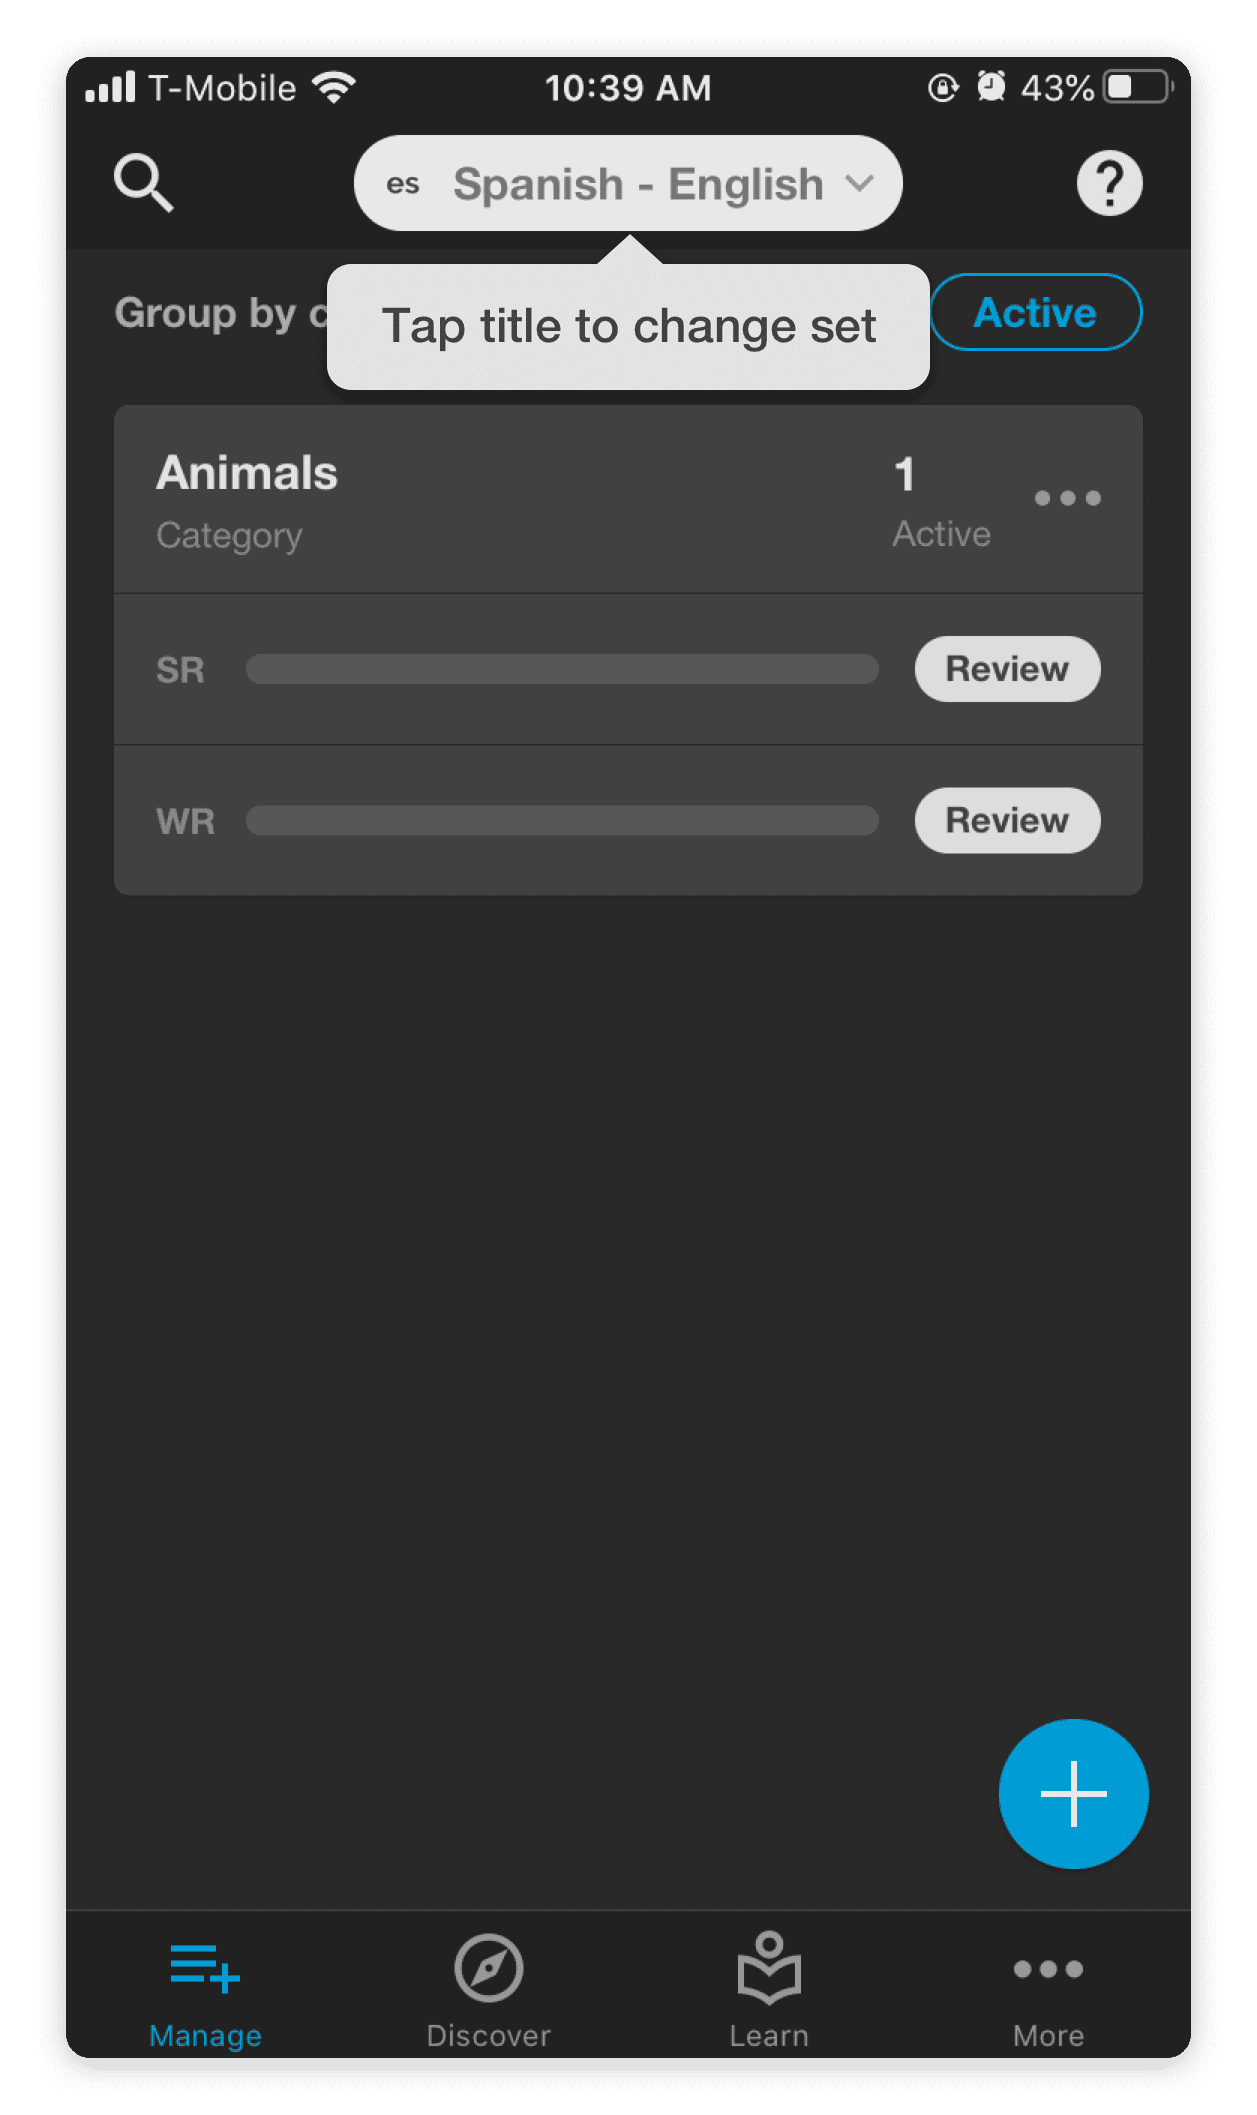 T-Mobile 10:39 AM 43%
es Spanish - English ?
Tap title to change set
Group by Active
Animals 1
Category Active
SR Review
WR Review
Manage Discover Learn More